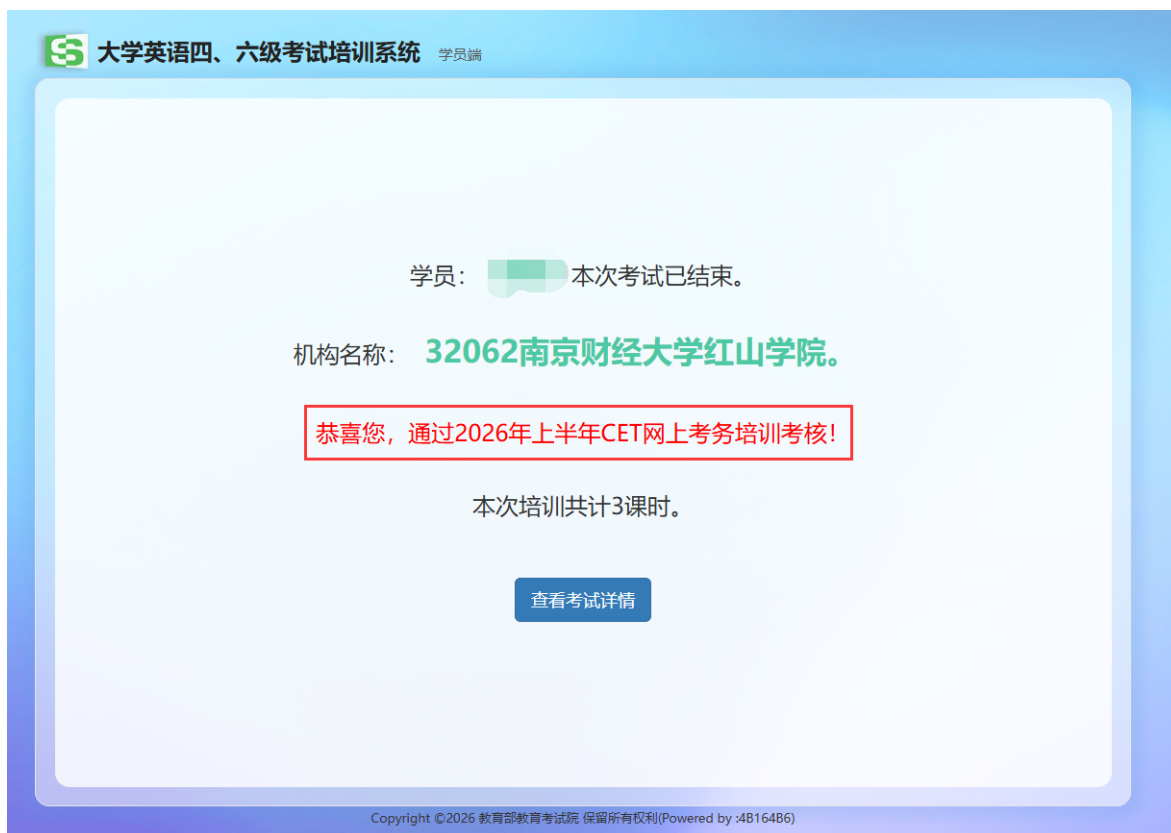 大学英语四、六级考试培训系统 学员端
学员： 本次考试已结束。
机构名称： 32062南京财经大学红山学院。
恭喜您，通过2026年上半年CET网上考务培训考核！
本次培训共计3课时。
查看考试详情
Copyright ©2026 教育部教育考试院 保留所有权利(Powered by :4B164B6)